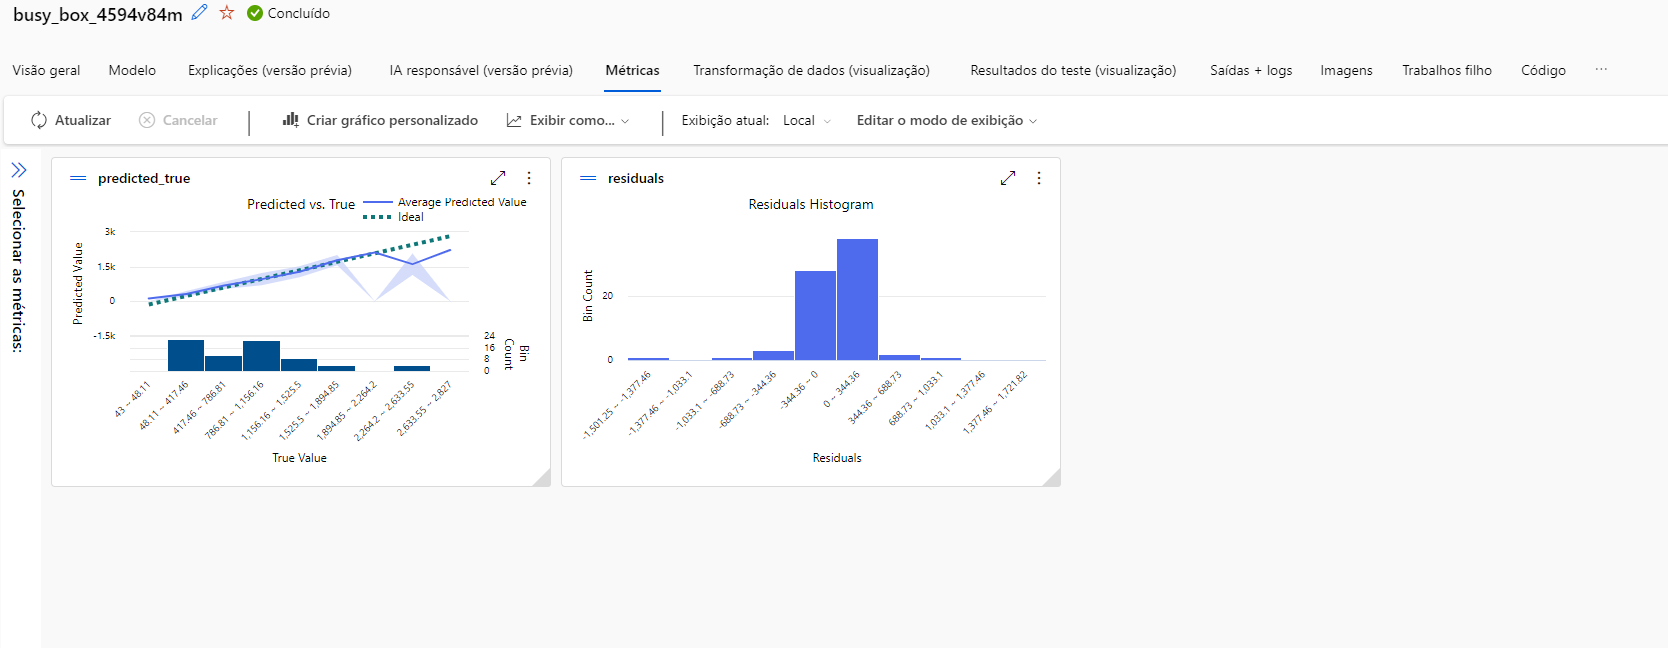 busy_box_4594v84m Concluído
Visão geral Modelo Explicações (versão prévia) IA responsável (versão prévia) Métricas Transformação de dados (visualização) Resultados do teste (visualização) Saídas + logs Imagens Trabalhos filho Código ...
Atualizar Cancelar Criar gráfico personalizado Exibir como... Exibição atual: Local Editar o modo de exibição
Selecionar as métricas:
predicted_true
Predicted vs. True
Average Predicted Value
Ideal
Predicted Value
3k
1.5k
0
-1.5k
24
16
8
0
Bin Count
43 ~ 48.11
48.11 ~ 417.46
417.46 ~ 786.81
786.81 ~ 1,156.16
1,156.16 ~ 1,525.5
1,525.5 ~ 1,894.85
1,894.85 ~ 2,264.2
2,264.2 ~ 2,633.55
2,633.55 ~ 2,827
True Value
residuals
Residuals Histogram
Bin Count
20
0
-1,501.25 ~ -1,377.46
-1,377.46 ~ -1,033.1
-1,033.1 ~ -688.73
-688.73 ~ -344.36
-344.36 ~ 0
0 ~ 344.36
344.36 ~ 688.73
688.73 ~ 1,033.1
1,033.1 ~ 1,377.46
1,377.46 ~ 1,721.82
Residuals